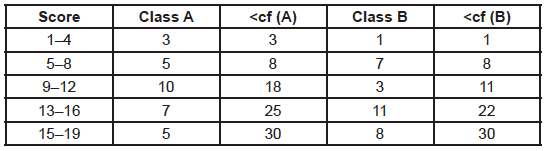 Score Class A <cf (A) Class B <cf (B)
1–4 3 3 1 1
5–8 5 8 7 8
9–12 10 18 3 11
13–16 7 25 11 22
15–19 5 30 8 30